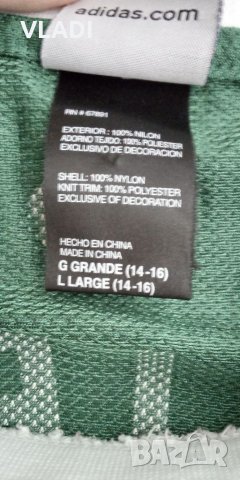 VLADI
adidas.com
RN #67891
EXTERIOR: 100% NILON
ADORNO TEJIDO: 100% POLIESTER
EXCLUSIVO DE DECORACION
SHELL: 100% NYLON
KNIT TRIM: 100% POLYESTER
EXCLUSIVE OF DECORATION
HECHO EN CHINA
MADE IN CHINA
G GRANDE (14-16)
L LARGE (14-16)
BAZAR